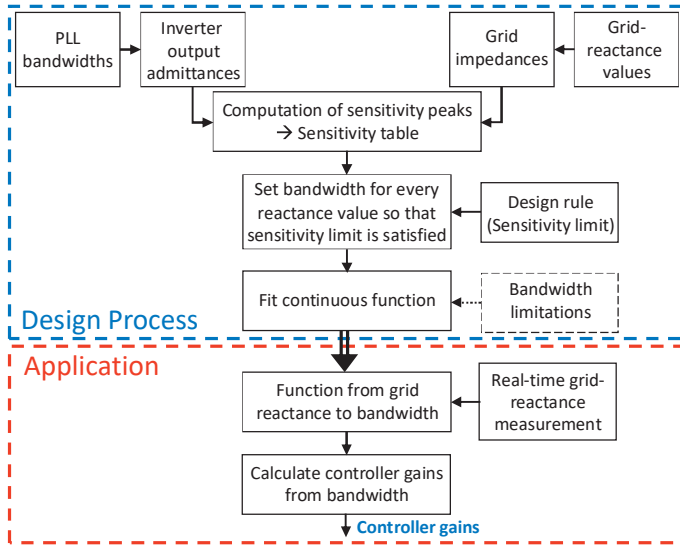 PLL
bandwidths
Inverter
output
admittances
Grid
impedances
Grid-
reactance
values
Computation of sensitivity peaks
→ Sensitivity table
Set bandwidth for every
reactance value so that
sensitivity limit is satisfied
Design rule
(Sensitivity limit)
Fit continuous function
Bandwidth
limitations
Design Process
Application
Function from grid
reactance to bandwidth
Real-time grid-
reactance
measurement
Calculate controller gains
from bandwidth
Controller gains